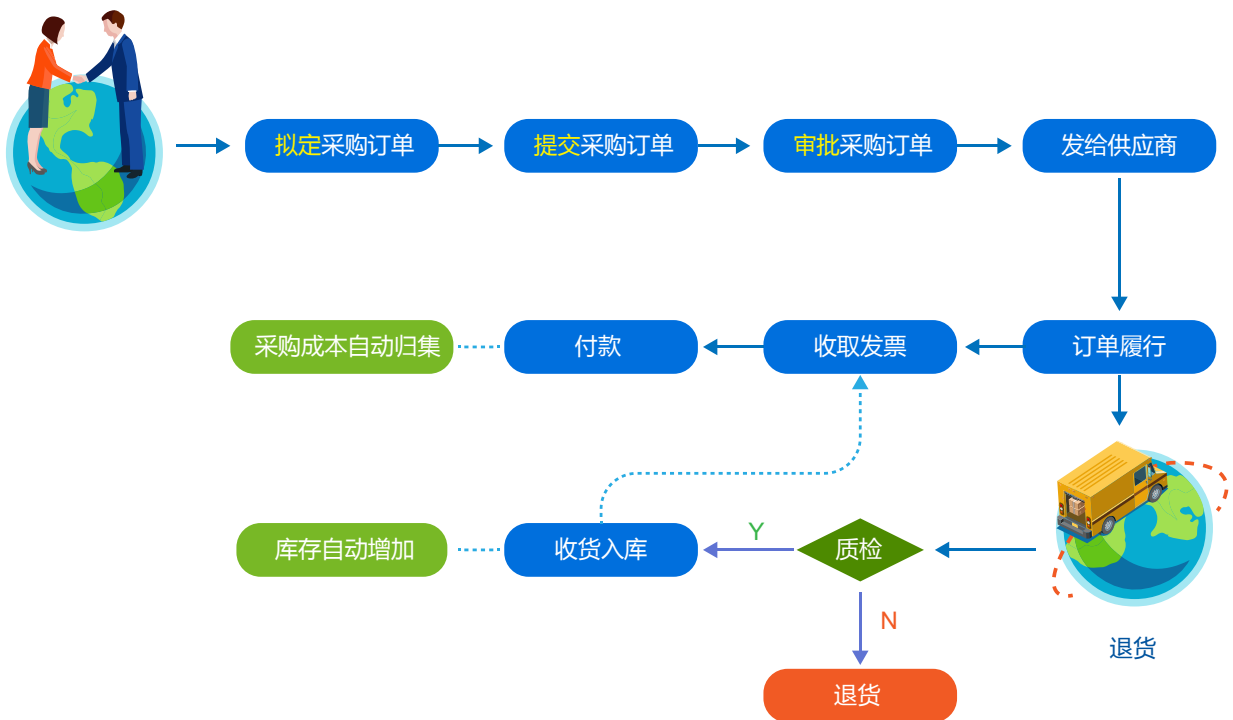 拟定采购订单
提交采购订单
审批采购订单
发给供应商
采购成本自动归集
付款
收取发票
订单履行
库存自动增加
收货入库
Y
质检
N
退货
退货